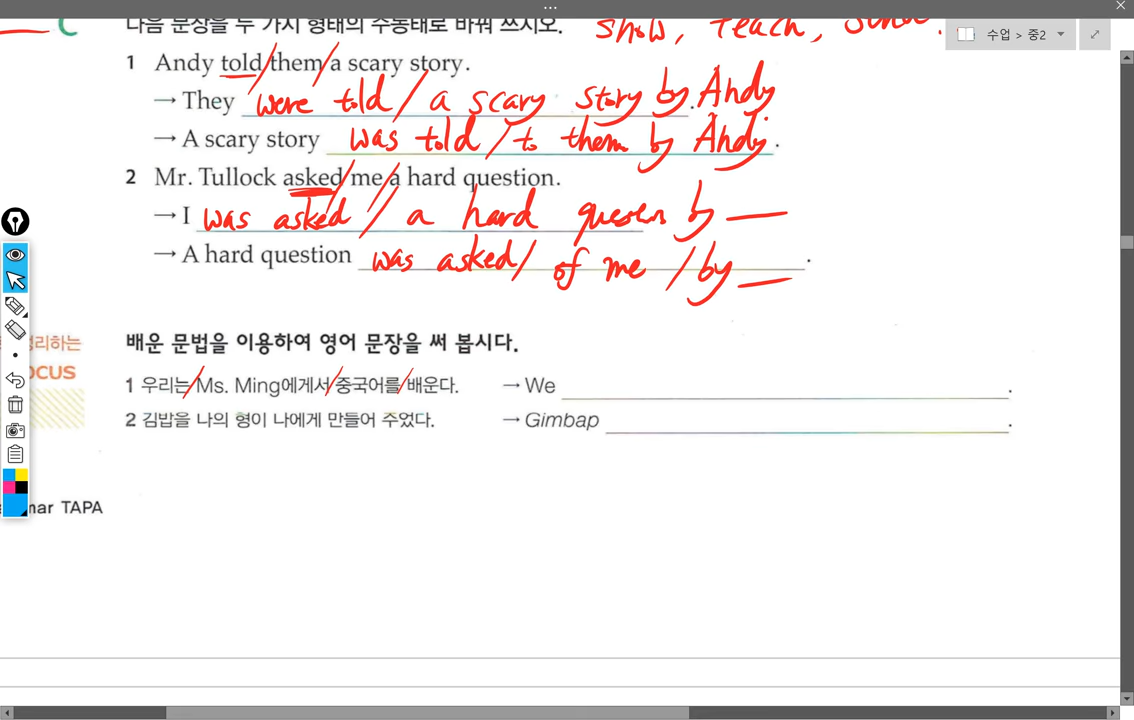 다음 문장을 두 가지 형태의 수동태로 바꿔 쓰시오. show, teach,
C
수업 > 중2
1 Andy told/them/a scary story.
→ They were told / a scary story by Andy.
→ A scary story was told / to them by Andy.
2 Mr. Tullock asked/me/a hard question.
→ I was asked // a hard by —
→ A hard question was asked / of me / by —.
리하는
OCUS
배운 문법을 이용하여 영어 문장을 써 봅시다.
1 우리는/Ms. Ming에게서/중국어를/배운다. → We .
2 김밥을 나의 형이 나에게 만들어 주었다. → Gimbap .
mar TAPA